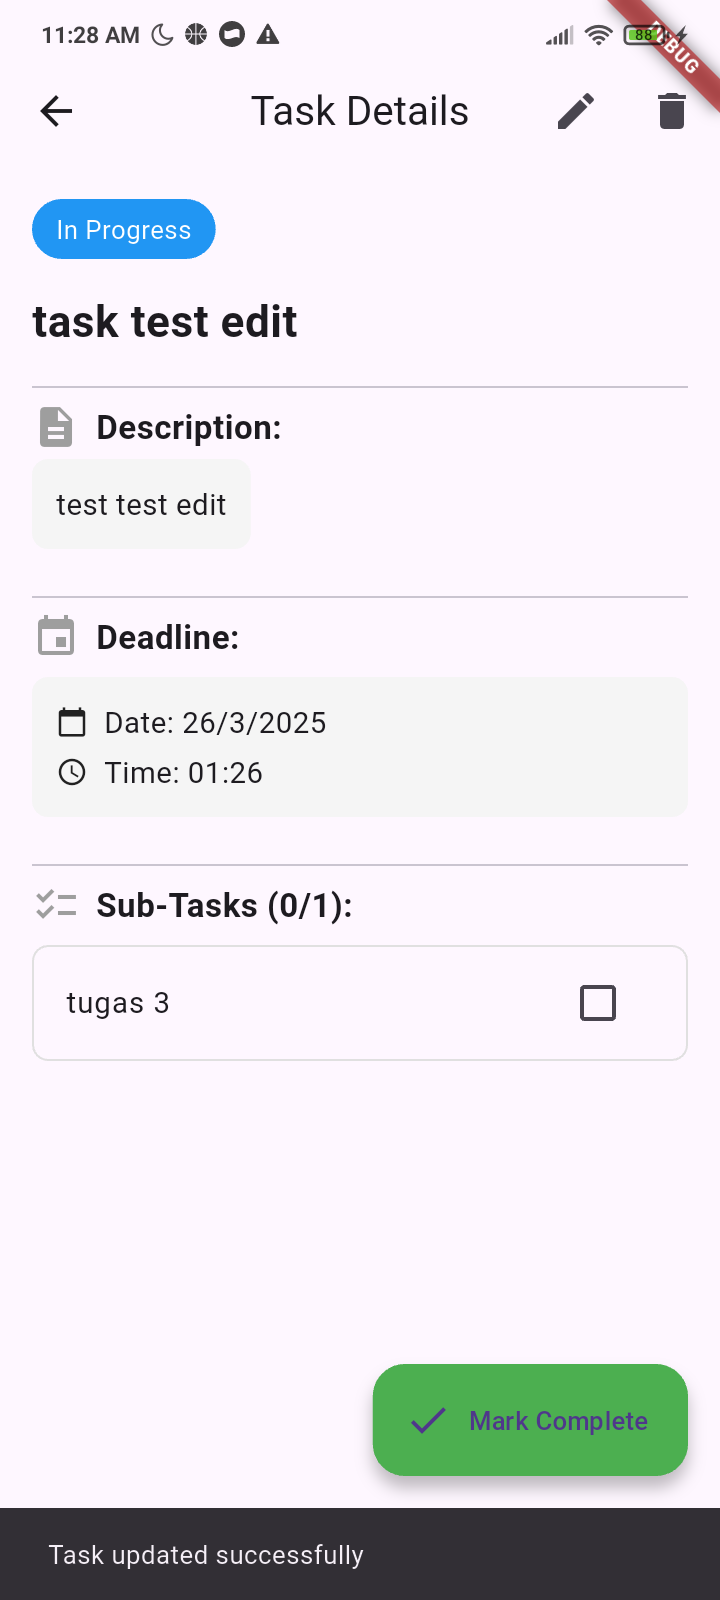 11:28 AM
88
DEBUG
Task Details
In Progress
task test edit
Description:
test test edit
Deadline:
Date: 26/3/2025
Time: 01:26
Sub-Tasks (0/1):
tugas 3
Mark Complete
Task updated successfully